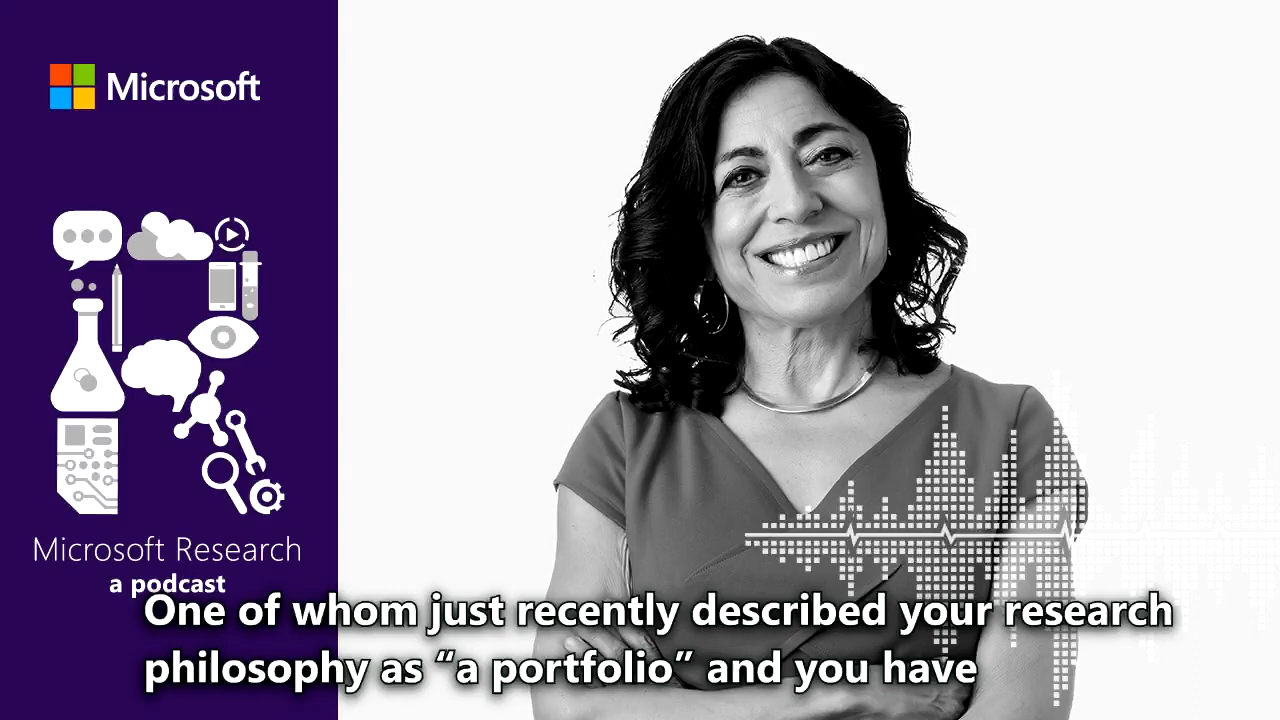 Microsoft
Microsoft Research
a podcast
One of whom just recently described your research
philosophy as “a portfolio” and you have